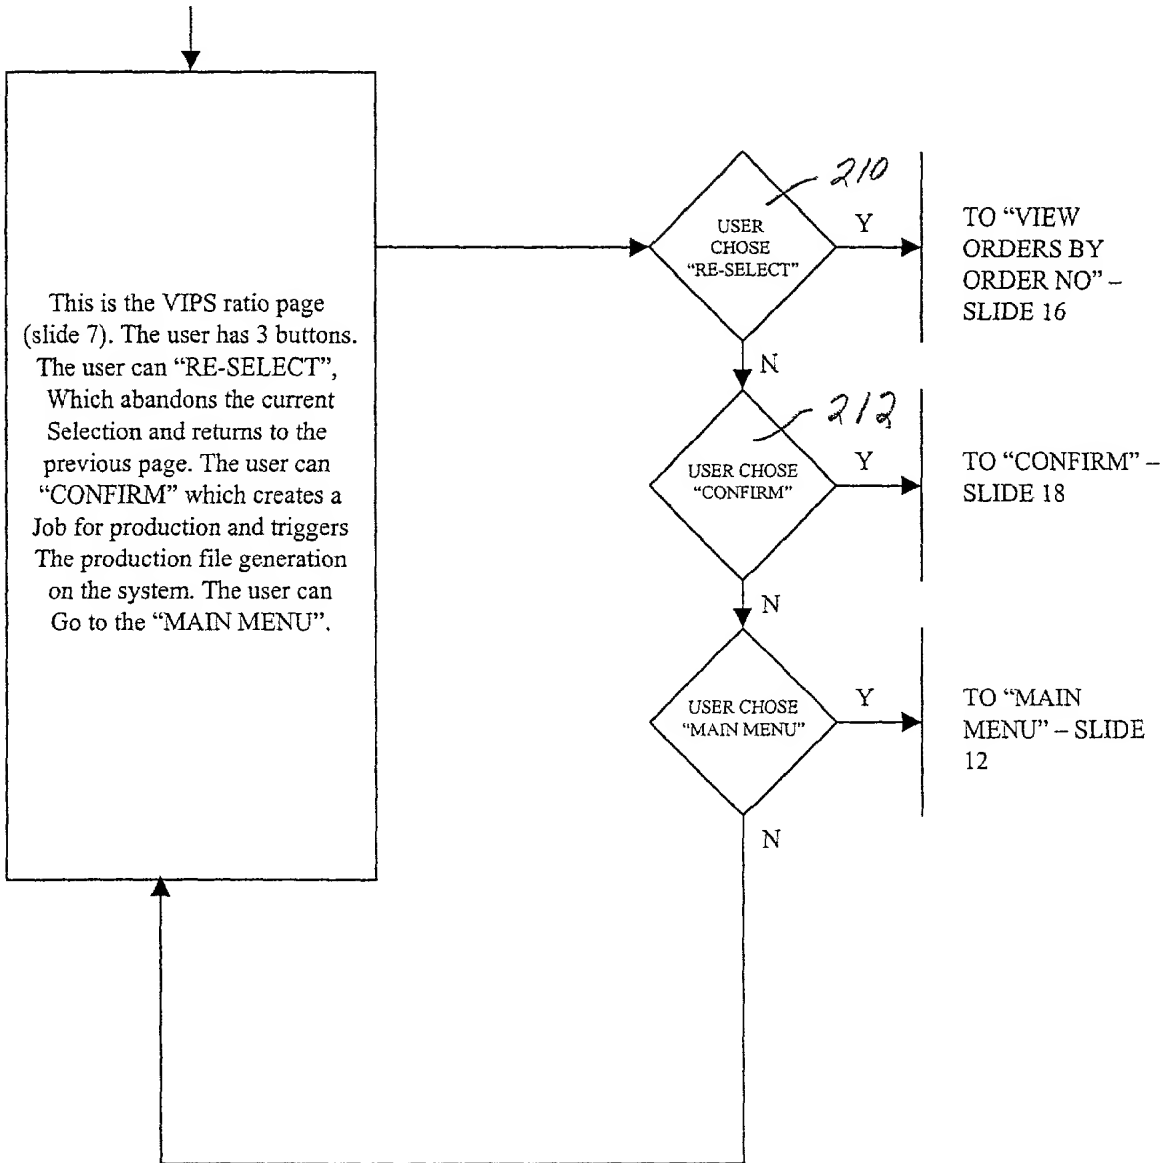 This is the VIPS ratio page
(slide 7). The user has 3 buttons.
The user can “RE-SELECT”,
Which abandons the current
Selection and returns to the
previous page. The user can
“CONFIRM” which creates a
Job for production and triggers
The production file generation
on the system. The user can
Go to the “MAIN MENU”.
210
USER
CHOSE
“RE-SELECT”
Y
TO “VIEW
ORDERS BY
ORDER NO” –
SLIDE 16
N
212
USER CHOSE
“CONFIRM”
Y
TO “CONFIRM” –
SLIDE 18
N
USER CHOSE
“MAIN MENU”
Y
TO “MAIN
MENU” – SLIDE
12
N